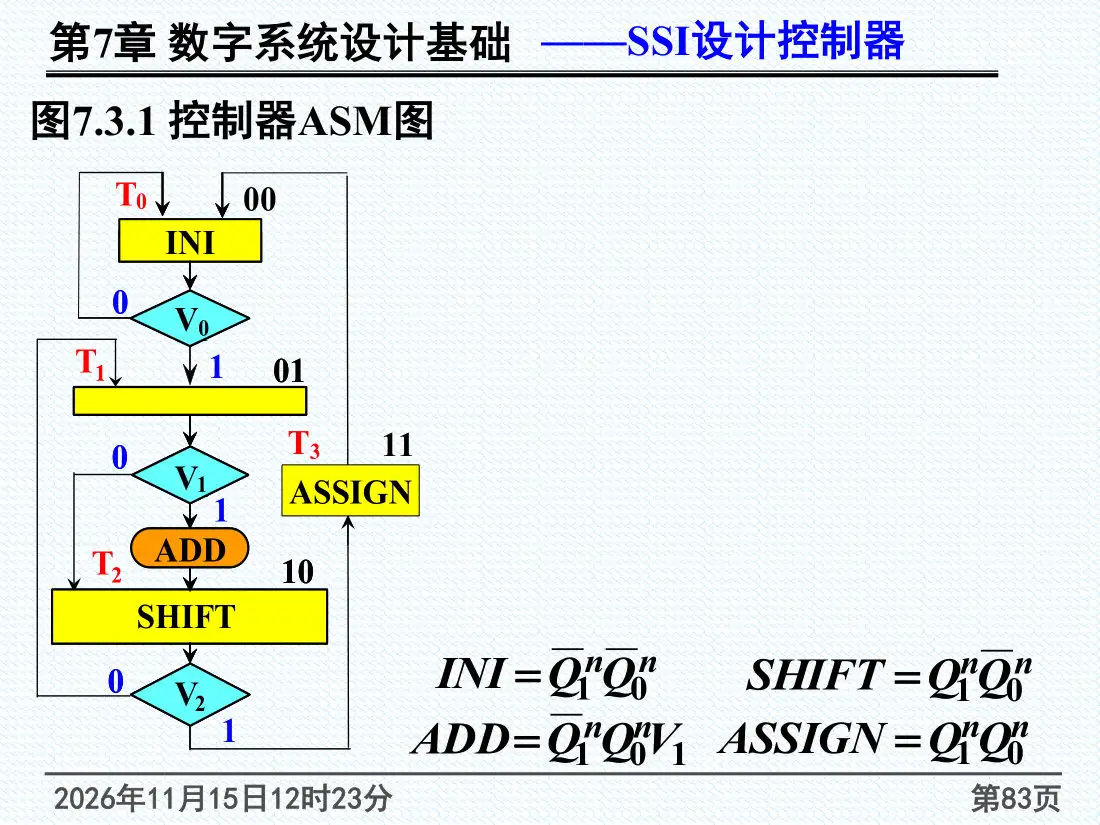 第7章 数字系统设计基础 ——SSI设计控制器
图7.3.1 控制器ASM图
T₀ 00
INI
0 V₀
1
T₁ 01
0 V₁
1
T₃ 11
ASSIGN
ADD
T₂ 10
SHIFT
0 V₂
1
INI = Q̅₁ⁿQ̅₀ⁿ SHIFT = Q₁ⁿQ̅₀ⁿ
ADD = Q̅₁ⁿQ₀ⁿV₁ ASSIGN = Q₁ⁿQ₀ⁿ
2026年11月15日12时23分 第83页